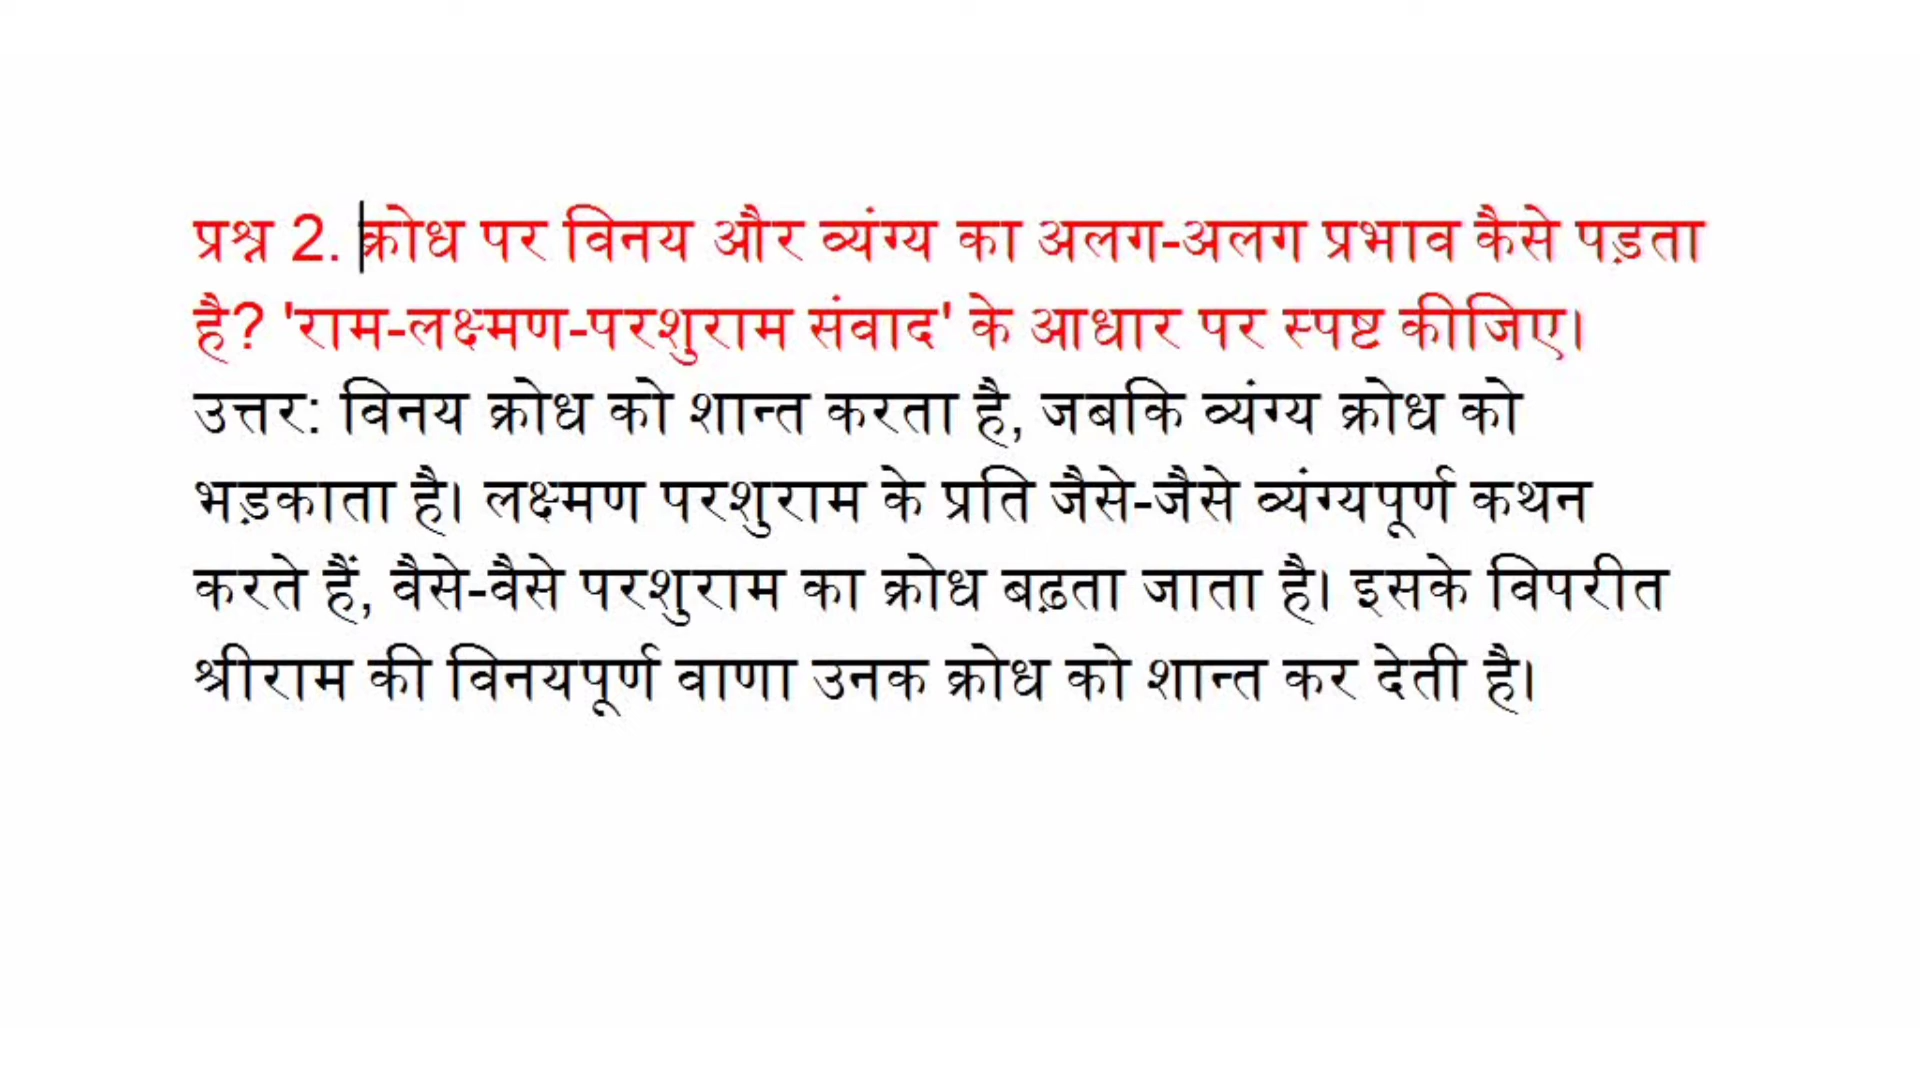 प्रश्न 2. क्रोध पर विनय और व्यंग्य का अलग-अलग प्रभाव कैसे पड़ता
है? 'राम-लक्ष्मण-परशुराम संवाद' के आधार पर स्पष्ट कीजिए।
उत्तर: विनय क्रोध को शान्त करता है, जबकि व्यंग्य क्रोध को
भड़काता है। लक्ष्मण परशुराम के प्रति जैसे-जैसे व्यंग्यपूर्ण कथन
करते हैं, वैसे-वैसे परशुराम का क्रोध बढ़ता जाता है। इसके विपरीत
श्रीराम की विनयपूर्ण वाणा उनक क्रोध को शान्त कर देती है।